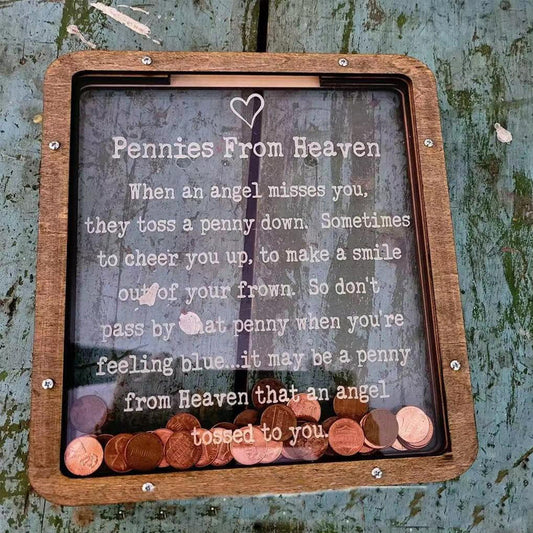 Pennies From Heaven
When an angel misses you,
they toss a penny down. Sometimes
to cheer you up, to make a smile
out of your frown. So don't
pass by that penny when you're
feeling blue...it may be a penny
from Heaven that an angel
tossed to you.